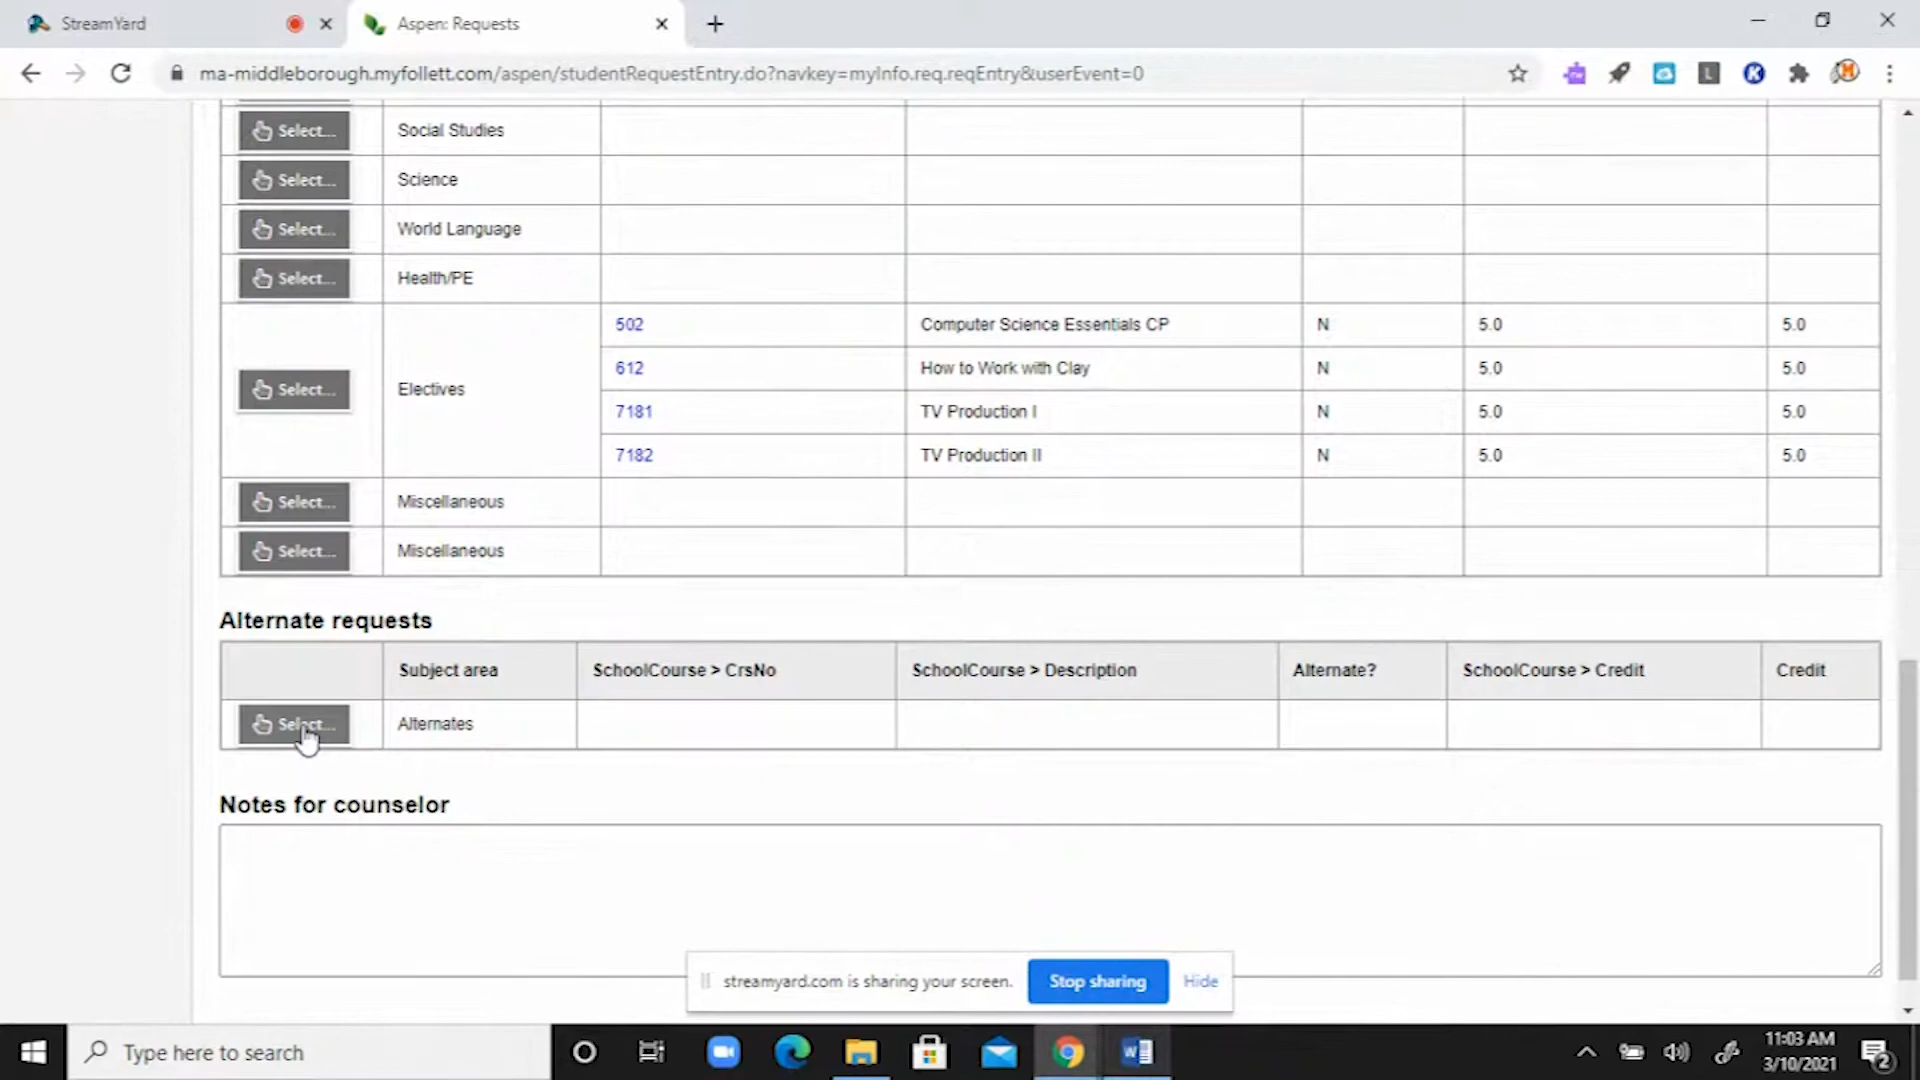 StreamYard
Aspen: Requests
ma-middleborough.myfollett.com/aspen/studentRequestEntry.do?navkey=myInfo.req.reqEntry&userEvent=0
Select... Social Studies
Select... Science
Select... World Language
Select... Health/PE
502 Computer Science Essentials CP N 5.0 5.0
612 How to Work with Clay N 5.0 5.0
Select... Electives
7181 TV Production I N 5.0 5.0
7182 TV Production II N 5.0 5.0
Select... Miscellaneous
Select... Miscellaneous
Alternate requests
Subject area SchoolCourse > CrsNo SchoolCourse > Description Alternate? SchoolCourse > Credit Credit
Select... Alternates
Notes for counselor
streamyard.com is sharing your screen. Stop sharing Hide
Type here to search
11:03 AM
3/10/2021
2